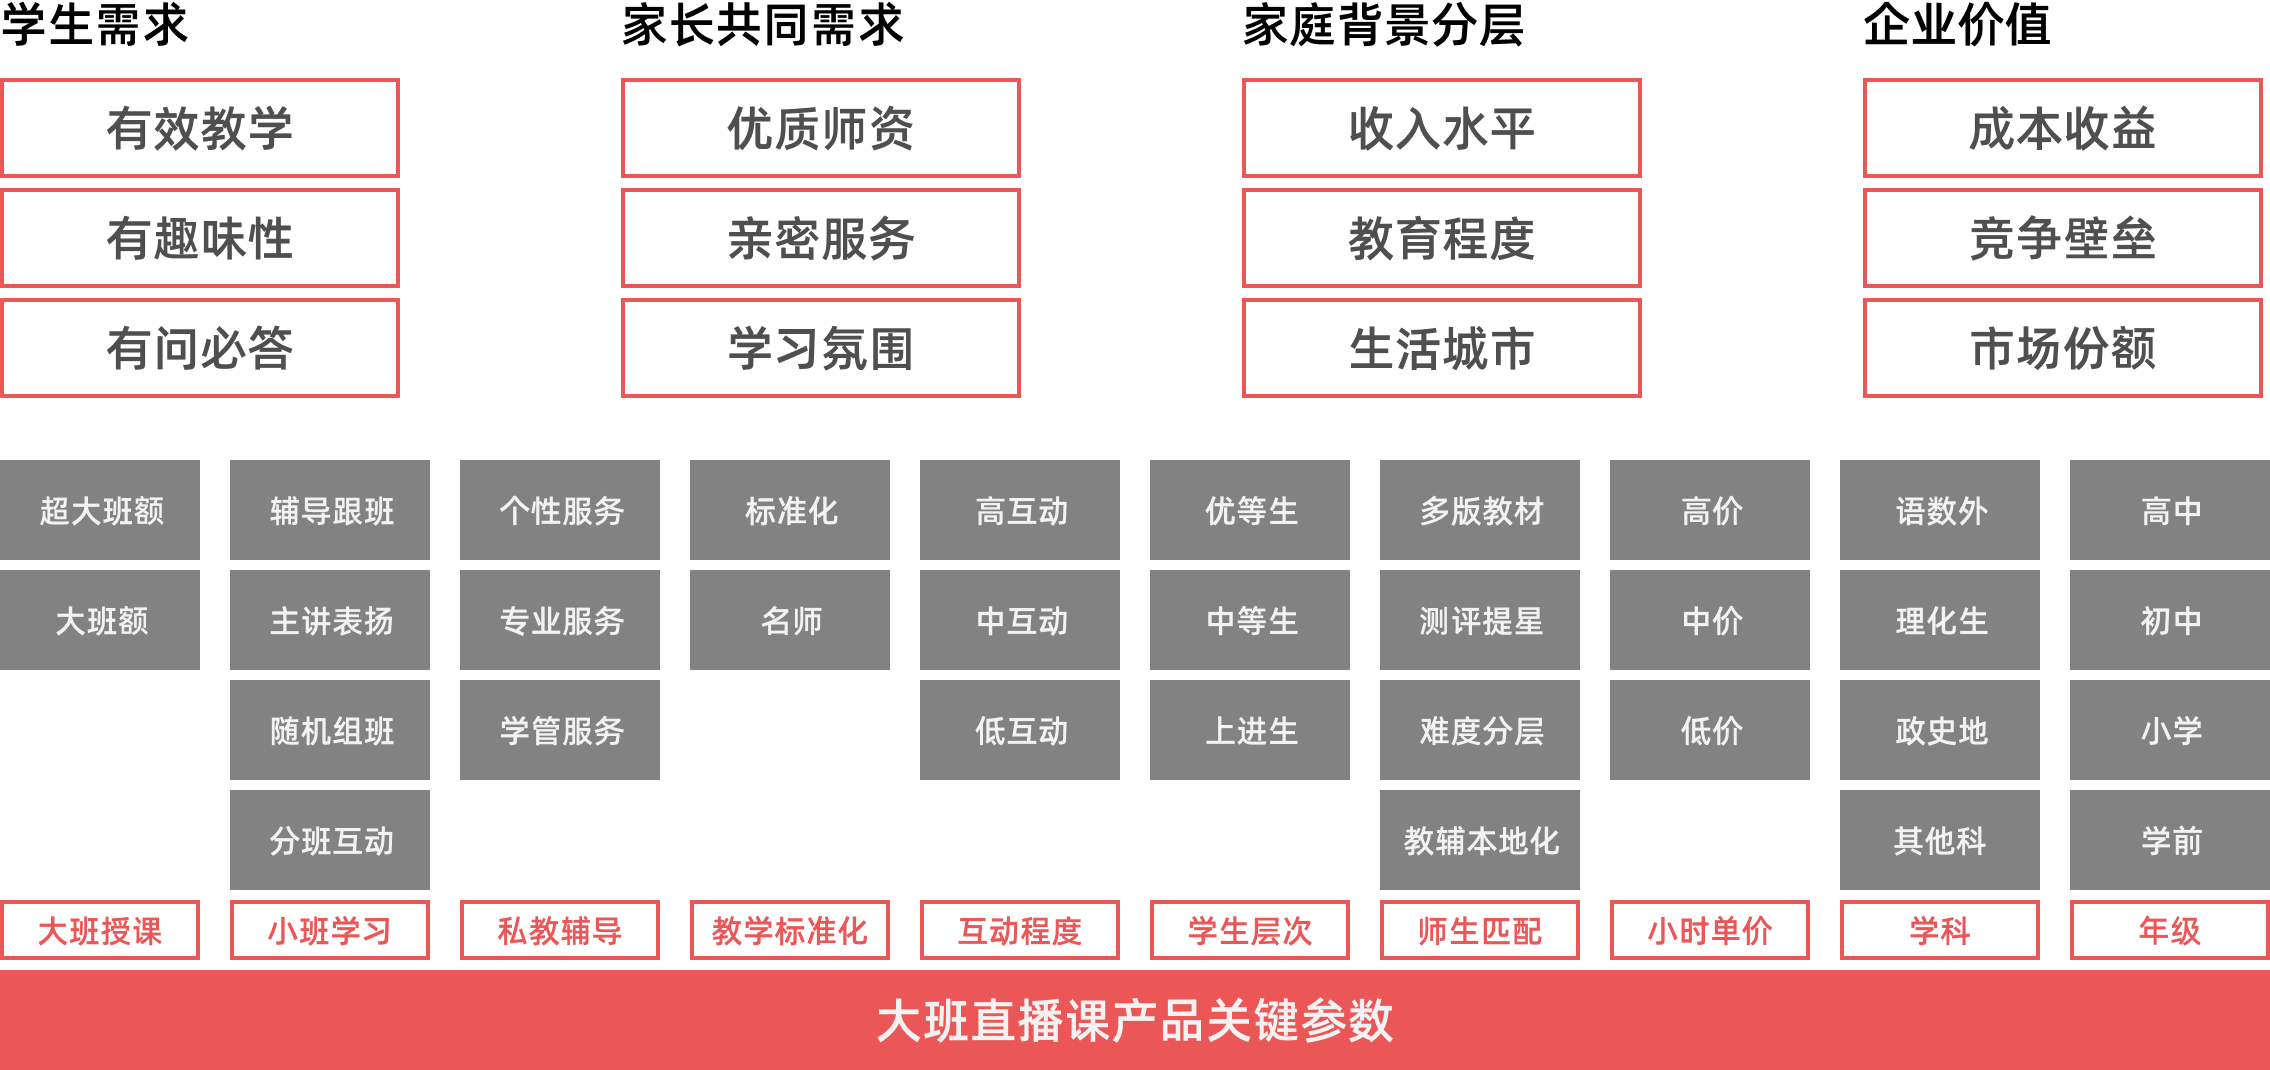 学生需求 家长共同需求 家庭背景分层 企业价值
有效教学 优质师资 收入水平 成本收益
有趣味性 亲密服务 教育程度 竞争壁垒
有问必答 学习氛围 生活城市 市场份额
超大班额 辅导跟班 个性服务 标准化 高互动 优等生 多版教材 高价 语数外 高中
大班额 主讲表扬 专业服务 名师 中互动 中等生 测评提星 中价 理化生 初中
随机组班 学管服务 低互动 上进生 难度分层 低价 政史地 小学
分班互动 教辅本地化 其他科 学前
大班授课 小班学习 私教辅导 教学标准化 互动程度 学生层次 师生匹配 小时单价 学科 年级
大班直播课产品关键参数